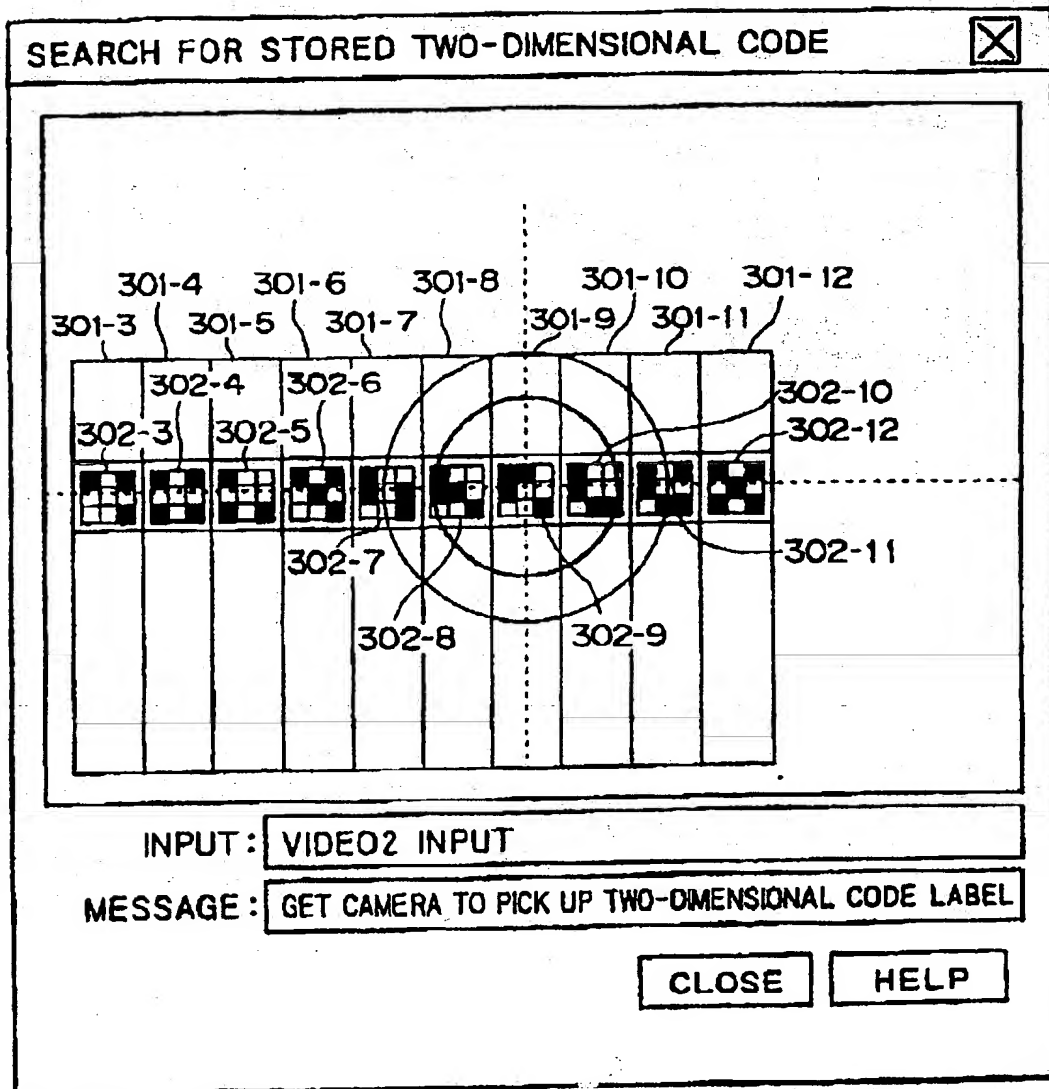 SEARCH FOR STORED TWO-DIMENSIONAL CODE
301-4 301-6 301-8 301-10 301-12
301-3 301-5 301-7 301-9 301-11
302-4 302-6 302-10
302-3 302-5 302-12
302-7 302-11
302-8 302-9
INPUT: VIDEO2 INPUT
MESSAGE: GET CAMERA TO PICK UP TWO-DIMENSIONAL CODE LABEL
CLOSE HELP